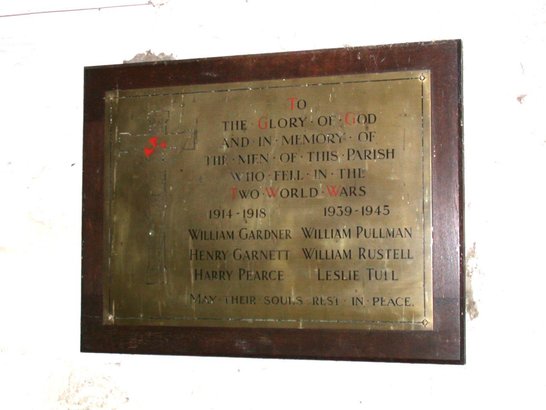 TO
THE · GLORY · OF · GOD
AND · IN · MEMORY · OF
THE · MEN · OF · THIS · PARISH
WHO · FELL · IN · THE
TWO · WORLD · WARS
1914 - 1918 1939 - 1945
WILLIAM GARDNER WILLIAM PULLMAN
HENRY GARNETT WILLIAM RUSTELL
HARRY PEARCE LESLIE TULL
MAY · THEIR · SOULS · REST · IN · PEACE.